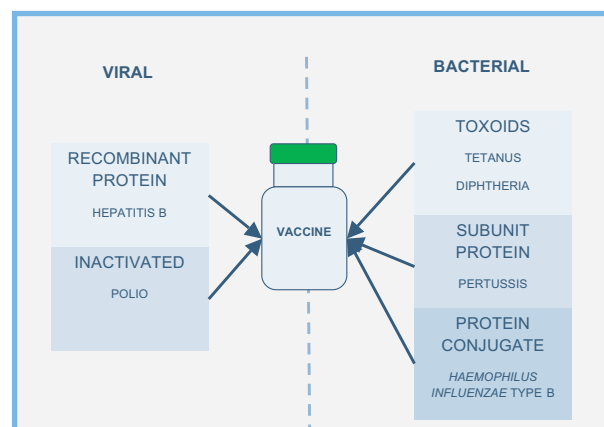 VIRAL
RECOMBINANT
PROTEIN
HEPATITIS B
INACTIVATED
POLIO
VACCINE
BACTERIAL
TOXOIDS
TETANUS
DIPHTHERIA
SUBUNIT
PROTEIN
PERTUSSIS
PROTEIN
CONJUGATE
HAEMOPHILUS
INFLUENZAE TYPE B